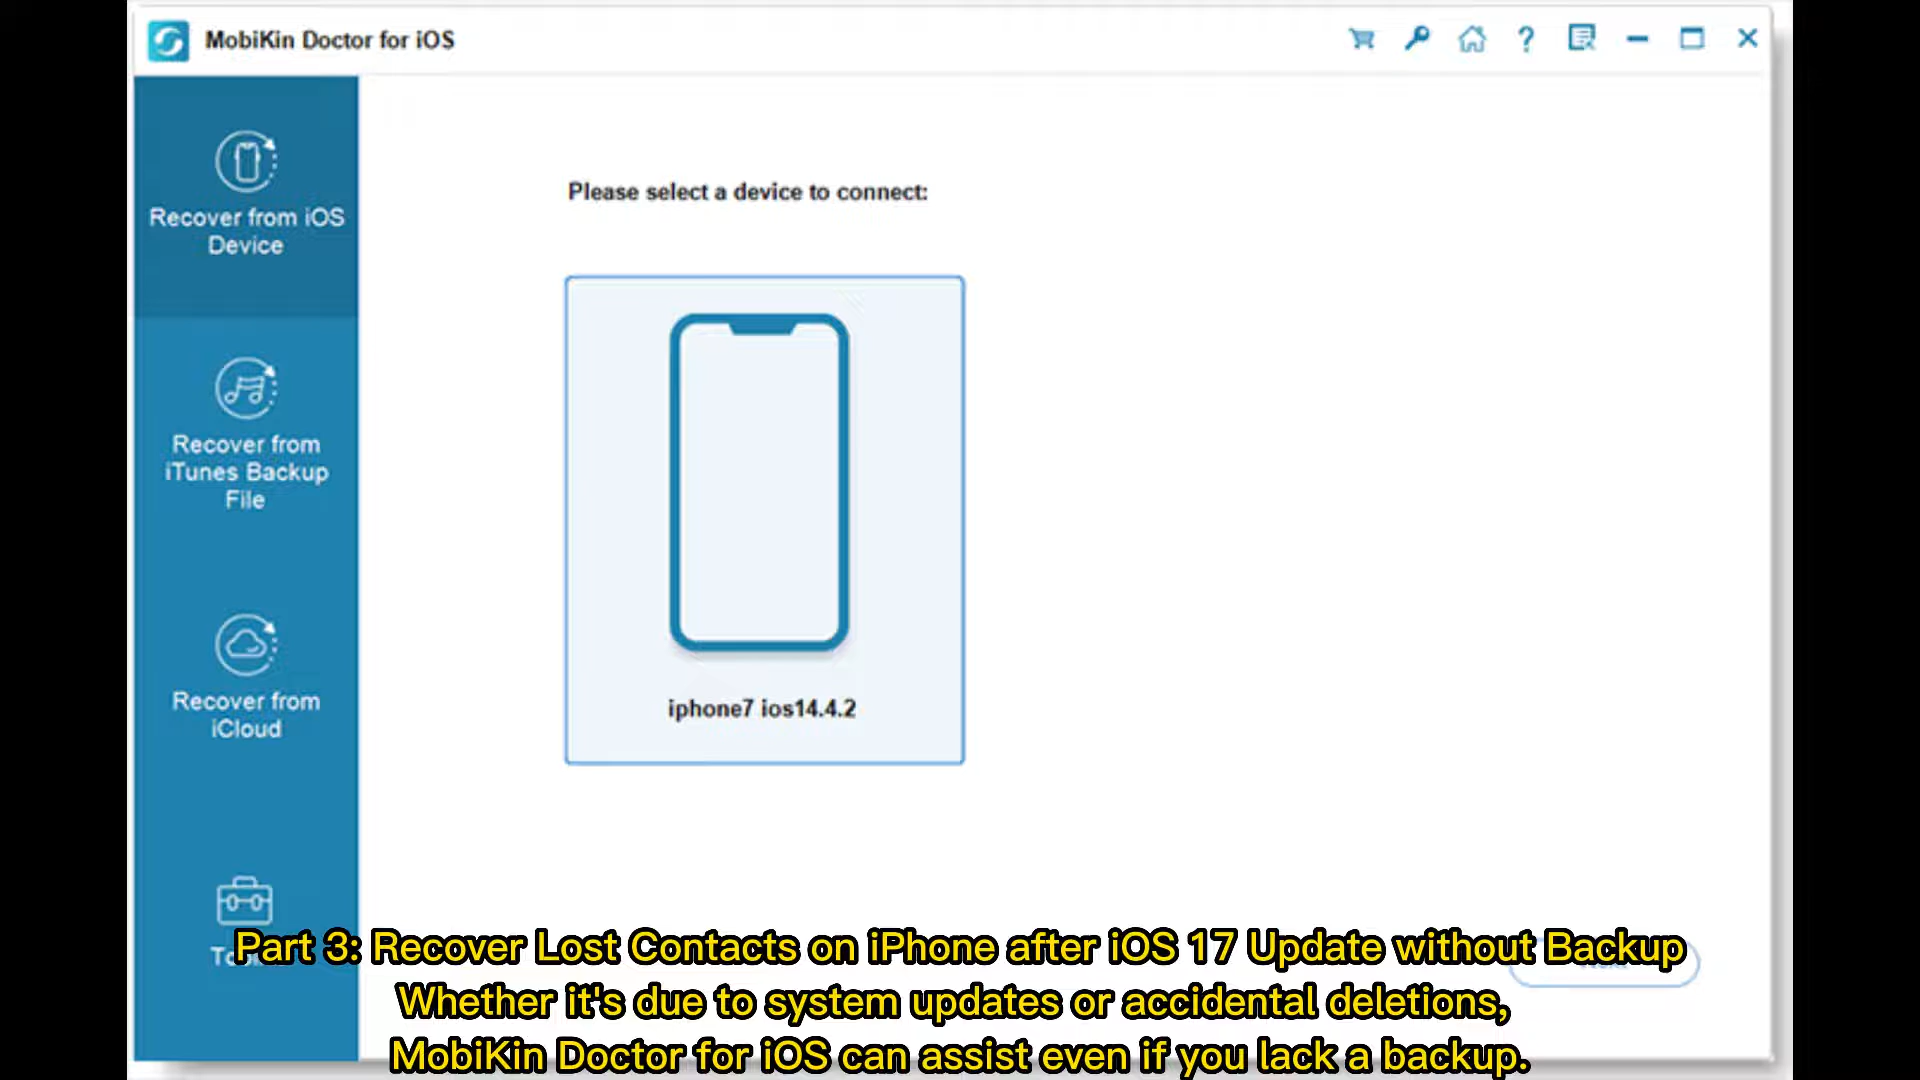 MobiKin Doctor for iOS
Recover from iOS
Device
Please select a device to connect:
Recover from
iTunes Backup
File
iphone7 ios14.4.2
Recover from
iCloud
Part 3: Recover Lost Contacts on iPhone after iOS 17 Update without Backup
Whether it's due to system updates or accidental deletions,
MobiKin Doctor for iOS can assist even if you lack a backup.